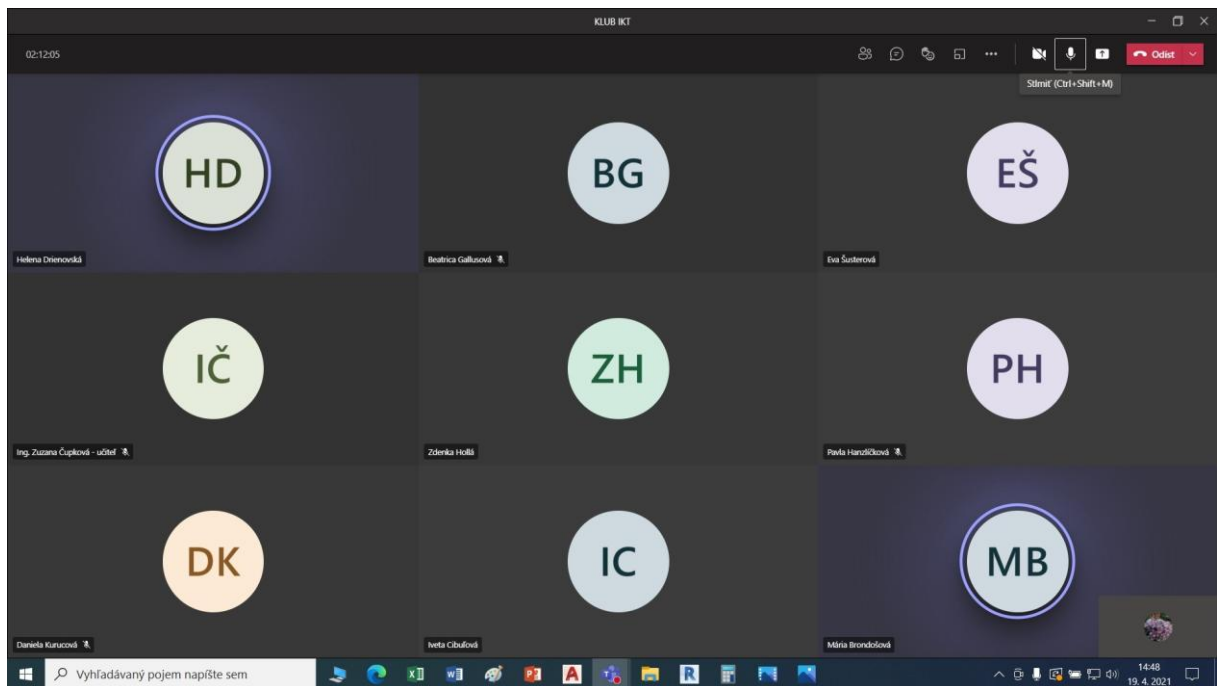 KLUB IKT
02:12:05
Odísť
Stlmiť (Ctrl+Shift+M)
HD
BG
EŠ
Helena Drienovská
Beatrica Gallusová
Eva Šusterová
IČ
ZH
PH
Ing. Zuzana Čupková - učiteľ
Zdenka Hollá
Pavla Hanzlíčková
DK
IC
MB
Daniela Kurucová
Iveta Cibuľová
Mária Brondošová
Vyhľadávaný pojem napíšte sem
14:48
19. 4. 2021